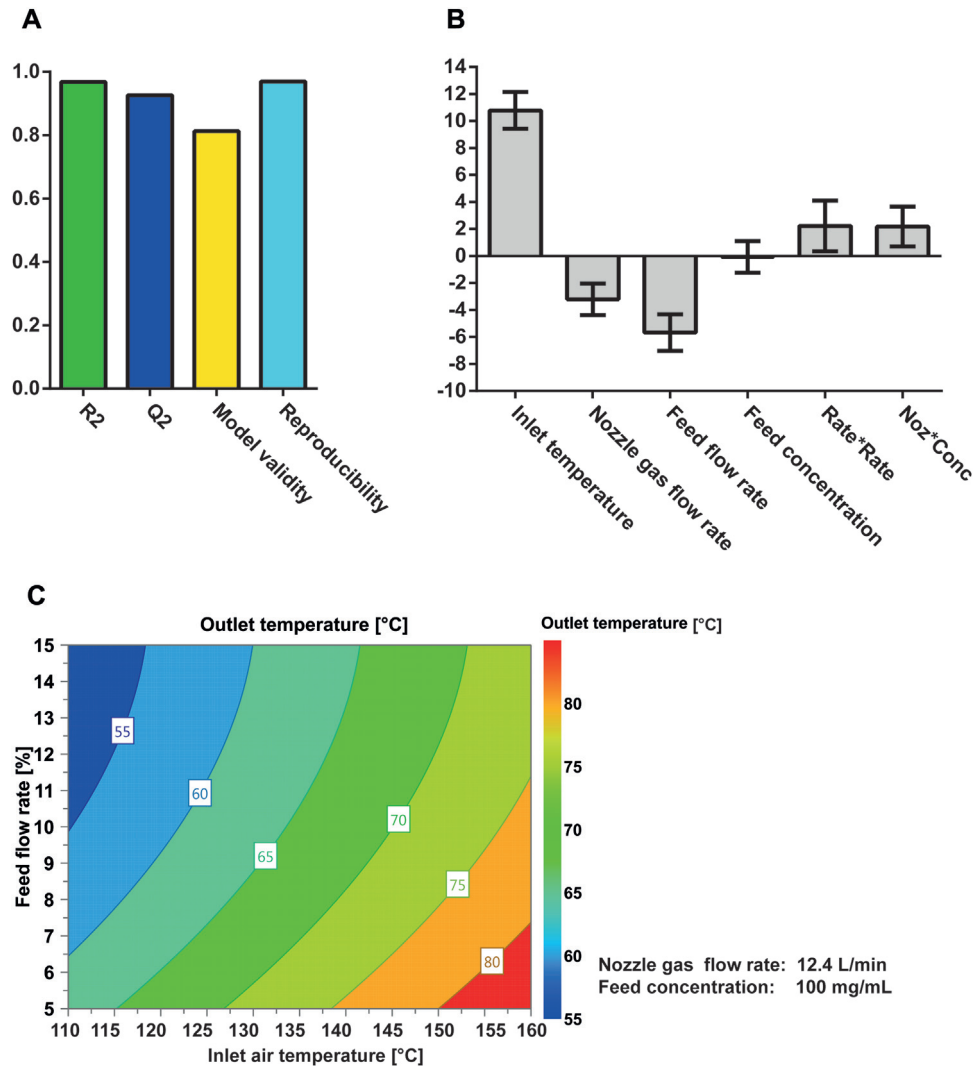 A
1.0
0.8
0.6
0.4
0.2
0.0
R2
Q2
Model validity
Reproducibility
B
14
12
10
8
6
4
2
0
-2
-4
-6
-8
-10
Inlet temperature
Nozzle gas flow rate
Feed flow rate
Feed concentration
Rate*Rate
Noz*Conc
C
Outlet temperature [°C]
Feed flow rate [%]
15
14
13
12
11
10
9
8
7
6
5
55
60
65
70
75
80
110 115 120 125 130 135 140 145 150 155 160
Inlet air temperature [°C]
Outlet temperature [°C]
80
75
70
65
60
55
Nozzle gas flow rate: 12.4 L/min
Feed concentration: 100 mg/mL